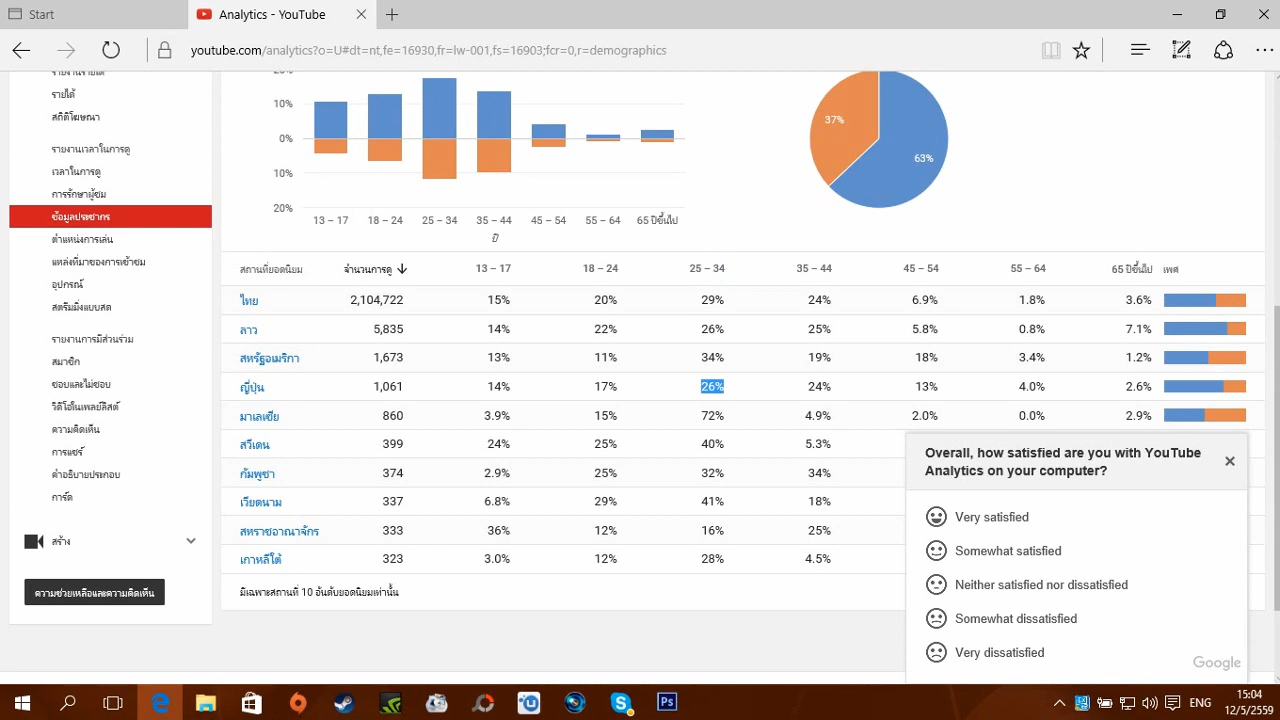 Start
Analytics - YouTube
youtube.com/analytics?o=U#dt=nt,fe=16930,fr=lw-001,fs=16903;fcr=0,r=demographics
รายงานรายได้
รายได้
สถิติโฆษณา
รายงานเวลาในการดู
เวลาในการดู
การรักษาผู้ชม
ข้อมูลประชากร
ตำแหน่งการเล่น
แหล่งที่มาของการเข้าชม
อุปกรณ์
สตรีมมิ่งแบบสด
รายงานการมีส่วนร่วม
สมาชิก
ชอบและไม่ชอบ
วิดีโอในเพลย์ลิสต์
ความคิดเห็น
การแชร์
คำอธิบายประกอบ
การ์ด
สร้าง
ความช่วยเหลือและความคิดเห็น
20%
10%
0%
10%
20%
13 – 17 18 – 24 25 – 34 35 – 44 45 – 54 55 – 64 65 ปีขึ้นไป
ปี
37%
63%
สถานที่ยอดนิยม จำนวนการดู 13 – 17 18 – 24 25 – 34 35 – 44 45 – 54 55 – 64 65 ปีขึ้นไป เพศ
ไทย 2,104,722 15% 20% 29% 24% 6.9% 1.8% 3.6%
ลาว 5,835 14% 22% 26% 25% 5.8% 0.8% 7.1%
สหรัฐอเมริกา 1,673 13% 11% 34% 19% 18% 3.4% 1.2%
ญี่ปุ่น 1,061 14% 17% 26% 24% 13% 4.0% 2.6%
มาเลเซีย 860 3.9% 15% 72% 4.9% 2.0% 0.0% 2.9%
สวีเดน 399 24% 25% 40% 5.3%
กัมพูชา 374 2.9% 25% 32% 34%
เวียดนาม 337 6.8% 29% 41% 18%
สหราชอาณาจักร 333 36% 12% 16% 25%
เกาหลีใต้ 323 3.0% 12% 28% 4.5%
มีเฉพาะสถานที่ 10 อันดับยอดนิยมเท่านั้น
Overall, how satisfied are you with YouTube
Analytics on your computer?
Very satisfied
Somewhat satisfied
Neither satisfied nor dissatisfied
Somewhat dissatisfied
Very dissatisfied
Google
Ps
ENG
15:04
12/5/2559